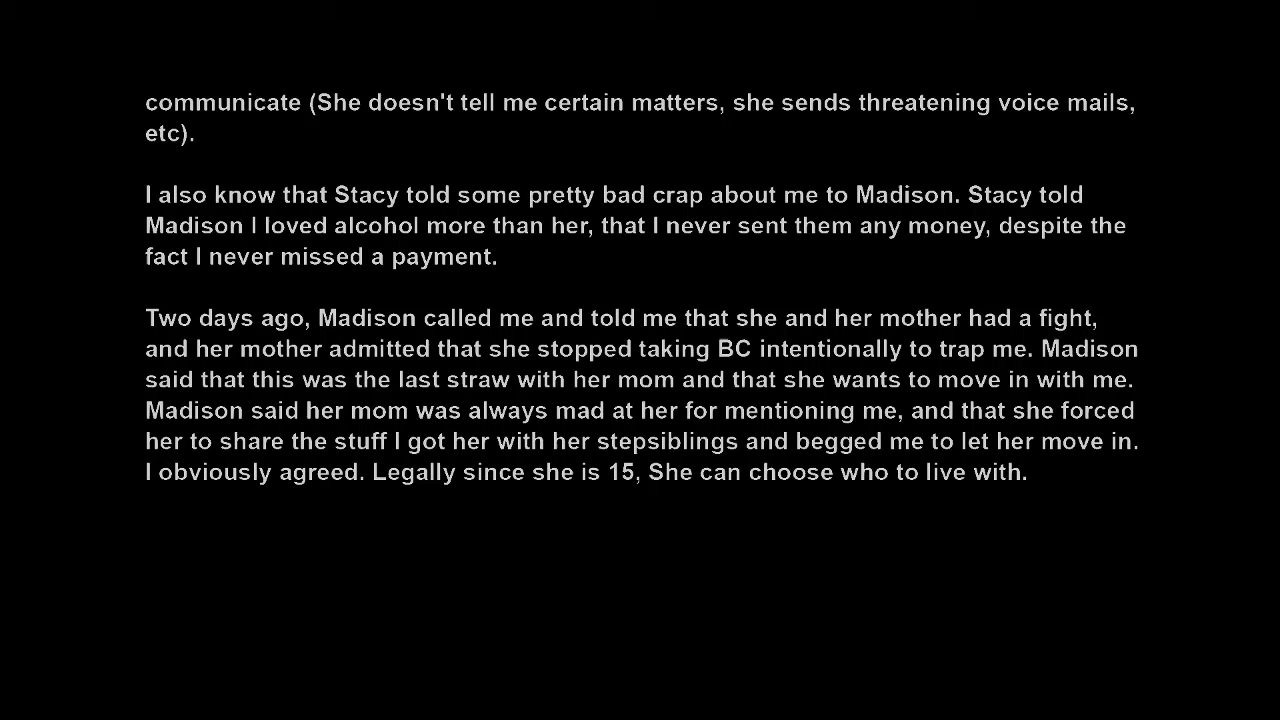 communicate (She doesn't tell me certain matters, she sends threatening voice mails,
etc).
I also know that Stacy told some pretty bad crap about me to Madison. Stacy told
Madison I loved alcohol more than her, that I never sent them any money, despite the
fact I never missed a payment.
Two days ago, Madison called me and told me that she and her mother had a fight,
and her mother admitted that she stopped taking BC intentionally to trap me. Madison
said that this was the last straw with her mom and that she wants to move in with me.
Madison said her mom was always mad at her for mentioning me, and that she forced
her to share the stuff I got her with her stepsiblings and begged me to let her move in.
I obviously agreed. Legally since she is 15, She can choose who to live with.